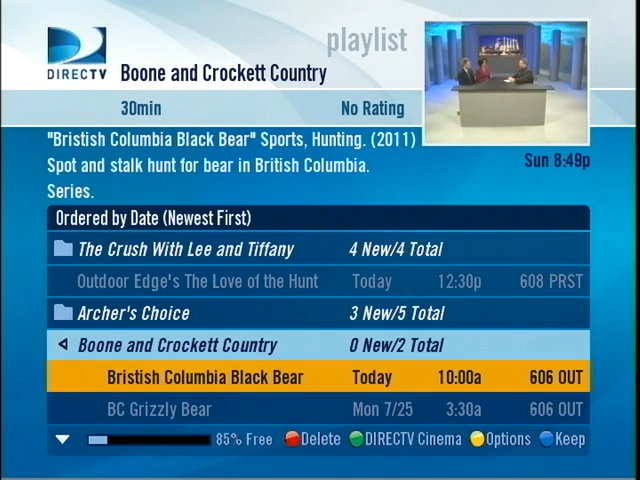 playlist
DIRECTV
Boone and Crockett Country
30min No Rating
"Bristish Columbia Black Bear" Sports, Hunting. (2011)
Spot and stalk hunt for bear in British Columbia.
Series.
Sun 8:49p
Ordered by Date (Newest First)
The Crush With Lee and Tiffany 4 New/4 Total
Outdoor Edge's The Love of the Hunt Today 12:30p 608 PRST
Archer's Choice 3 New/5 Total
Boone and Crockett Country 0 New/2 Total
Bristish Columbia Black Bear Today 10:00a 606 OUT
BC Grizzly Bear Mon 7/25 3:30a 606 OUT
85% Free Delete DIRECTV Cinema Options Keep